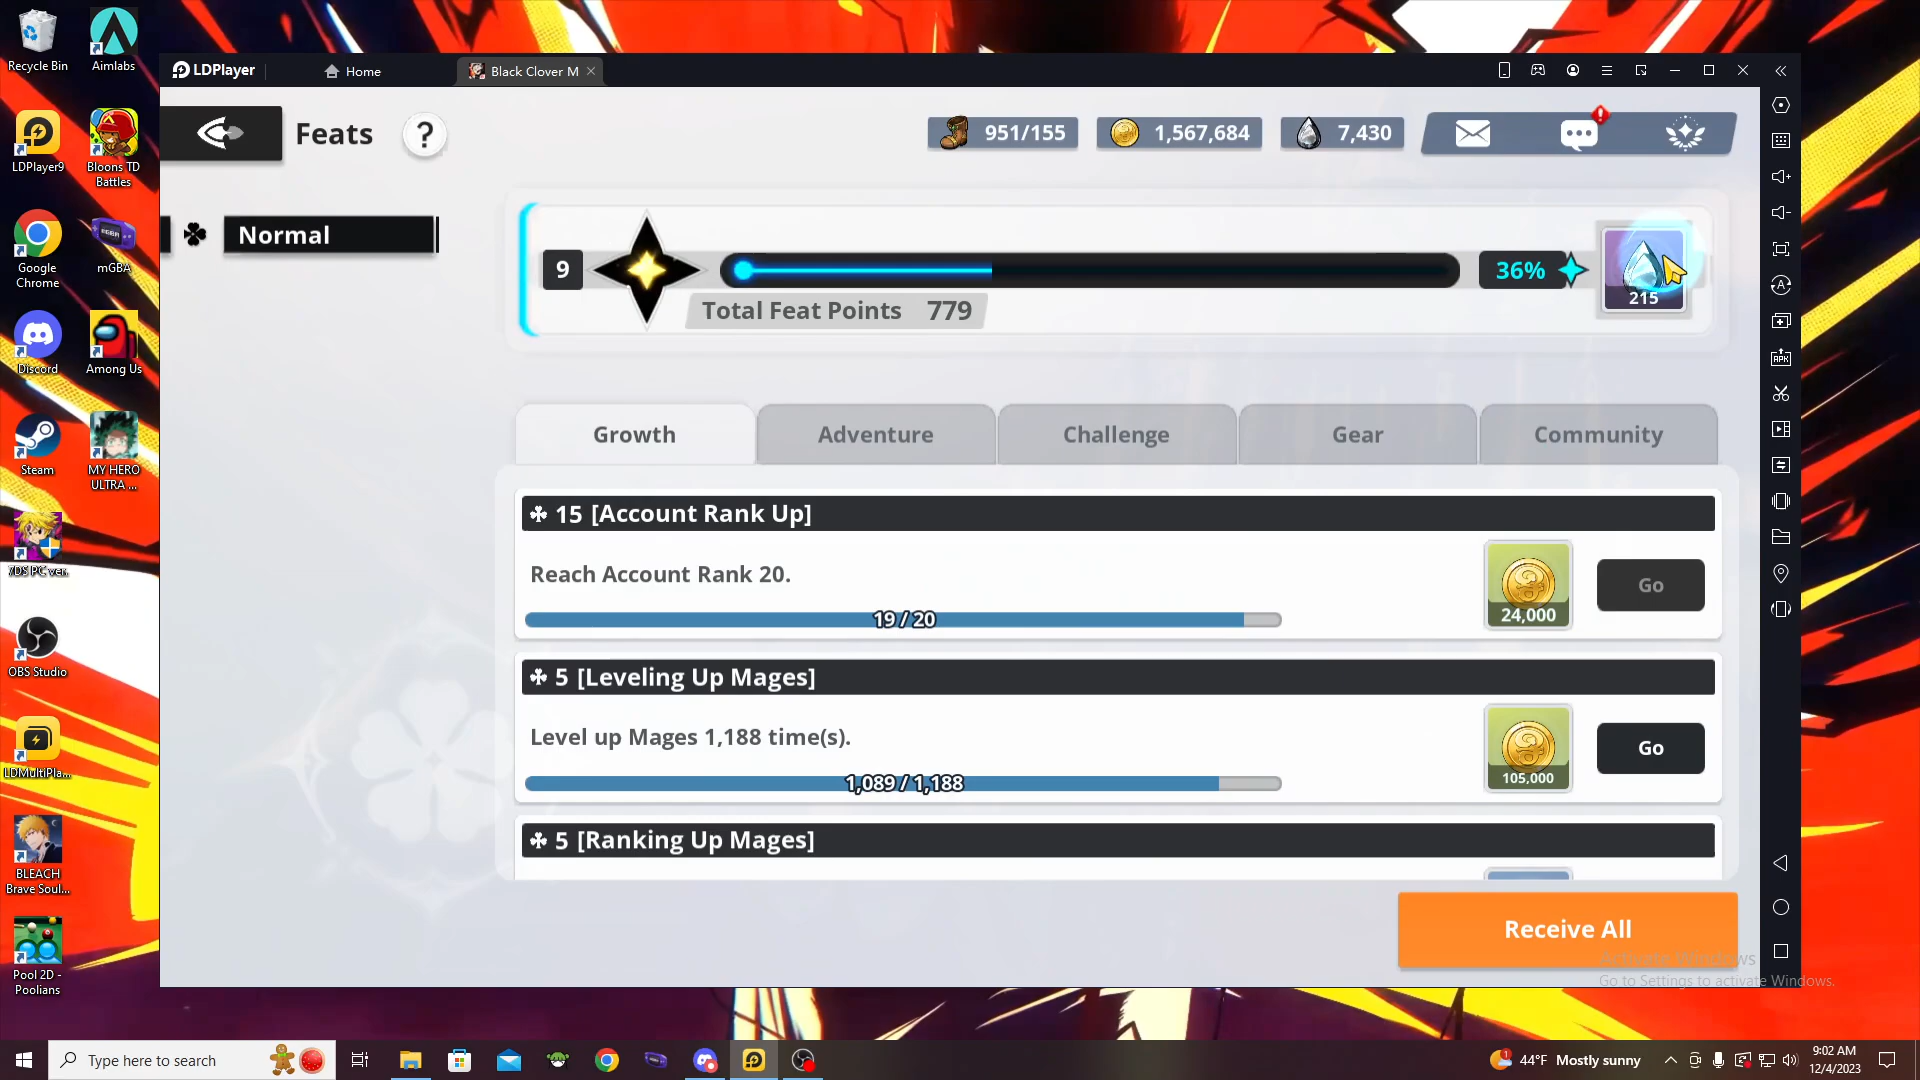 Recycle Bin
Aimlabs
LDPlayer9
Bloons TD
Battles
Google
Chrome
mGBA
Discord
Among Us
Steam
MY HERO
ULTRA ...
7DS PC ver.
OBS Studio
LDMultiPla...
BLEACH
Brave Soul...
Pool 2D -
Poolians
LDPlayer
Home
Black Clover M
Feats
?
951/155
1,567,684
7,430
Normal
9
36%
215
Total Feat Points 779
Growth
Adventure
Challenge
Gear
Community
15 [Account Rank Up]
Reach Account Rank 20.
19 / 20
24,000
Go
5 [Leveling Up Mages]
Level up Mages 1,188 time(s).
1,089 / 1,188
105,000
Go
5 [Ranking Up Mages]
Receive All
Activate Windows
Go to Settings to activate Windows.
Type here to search
44°F Mostly sunny
9:02 AM
12/4/2023